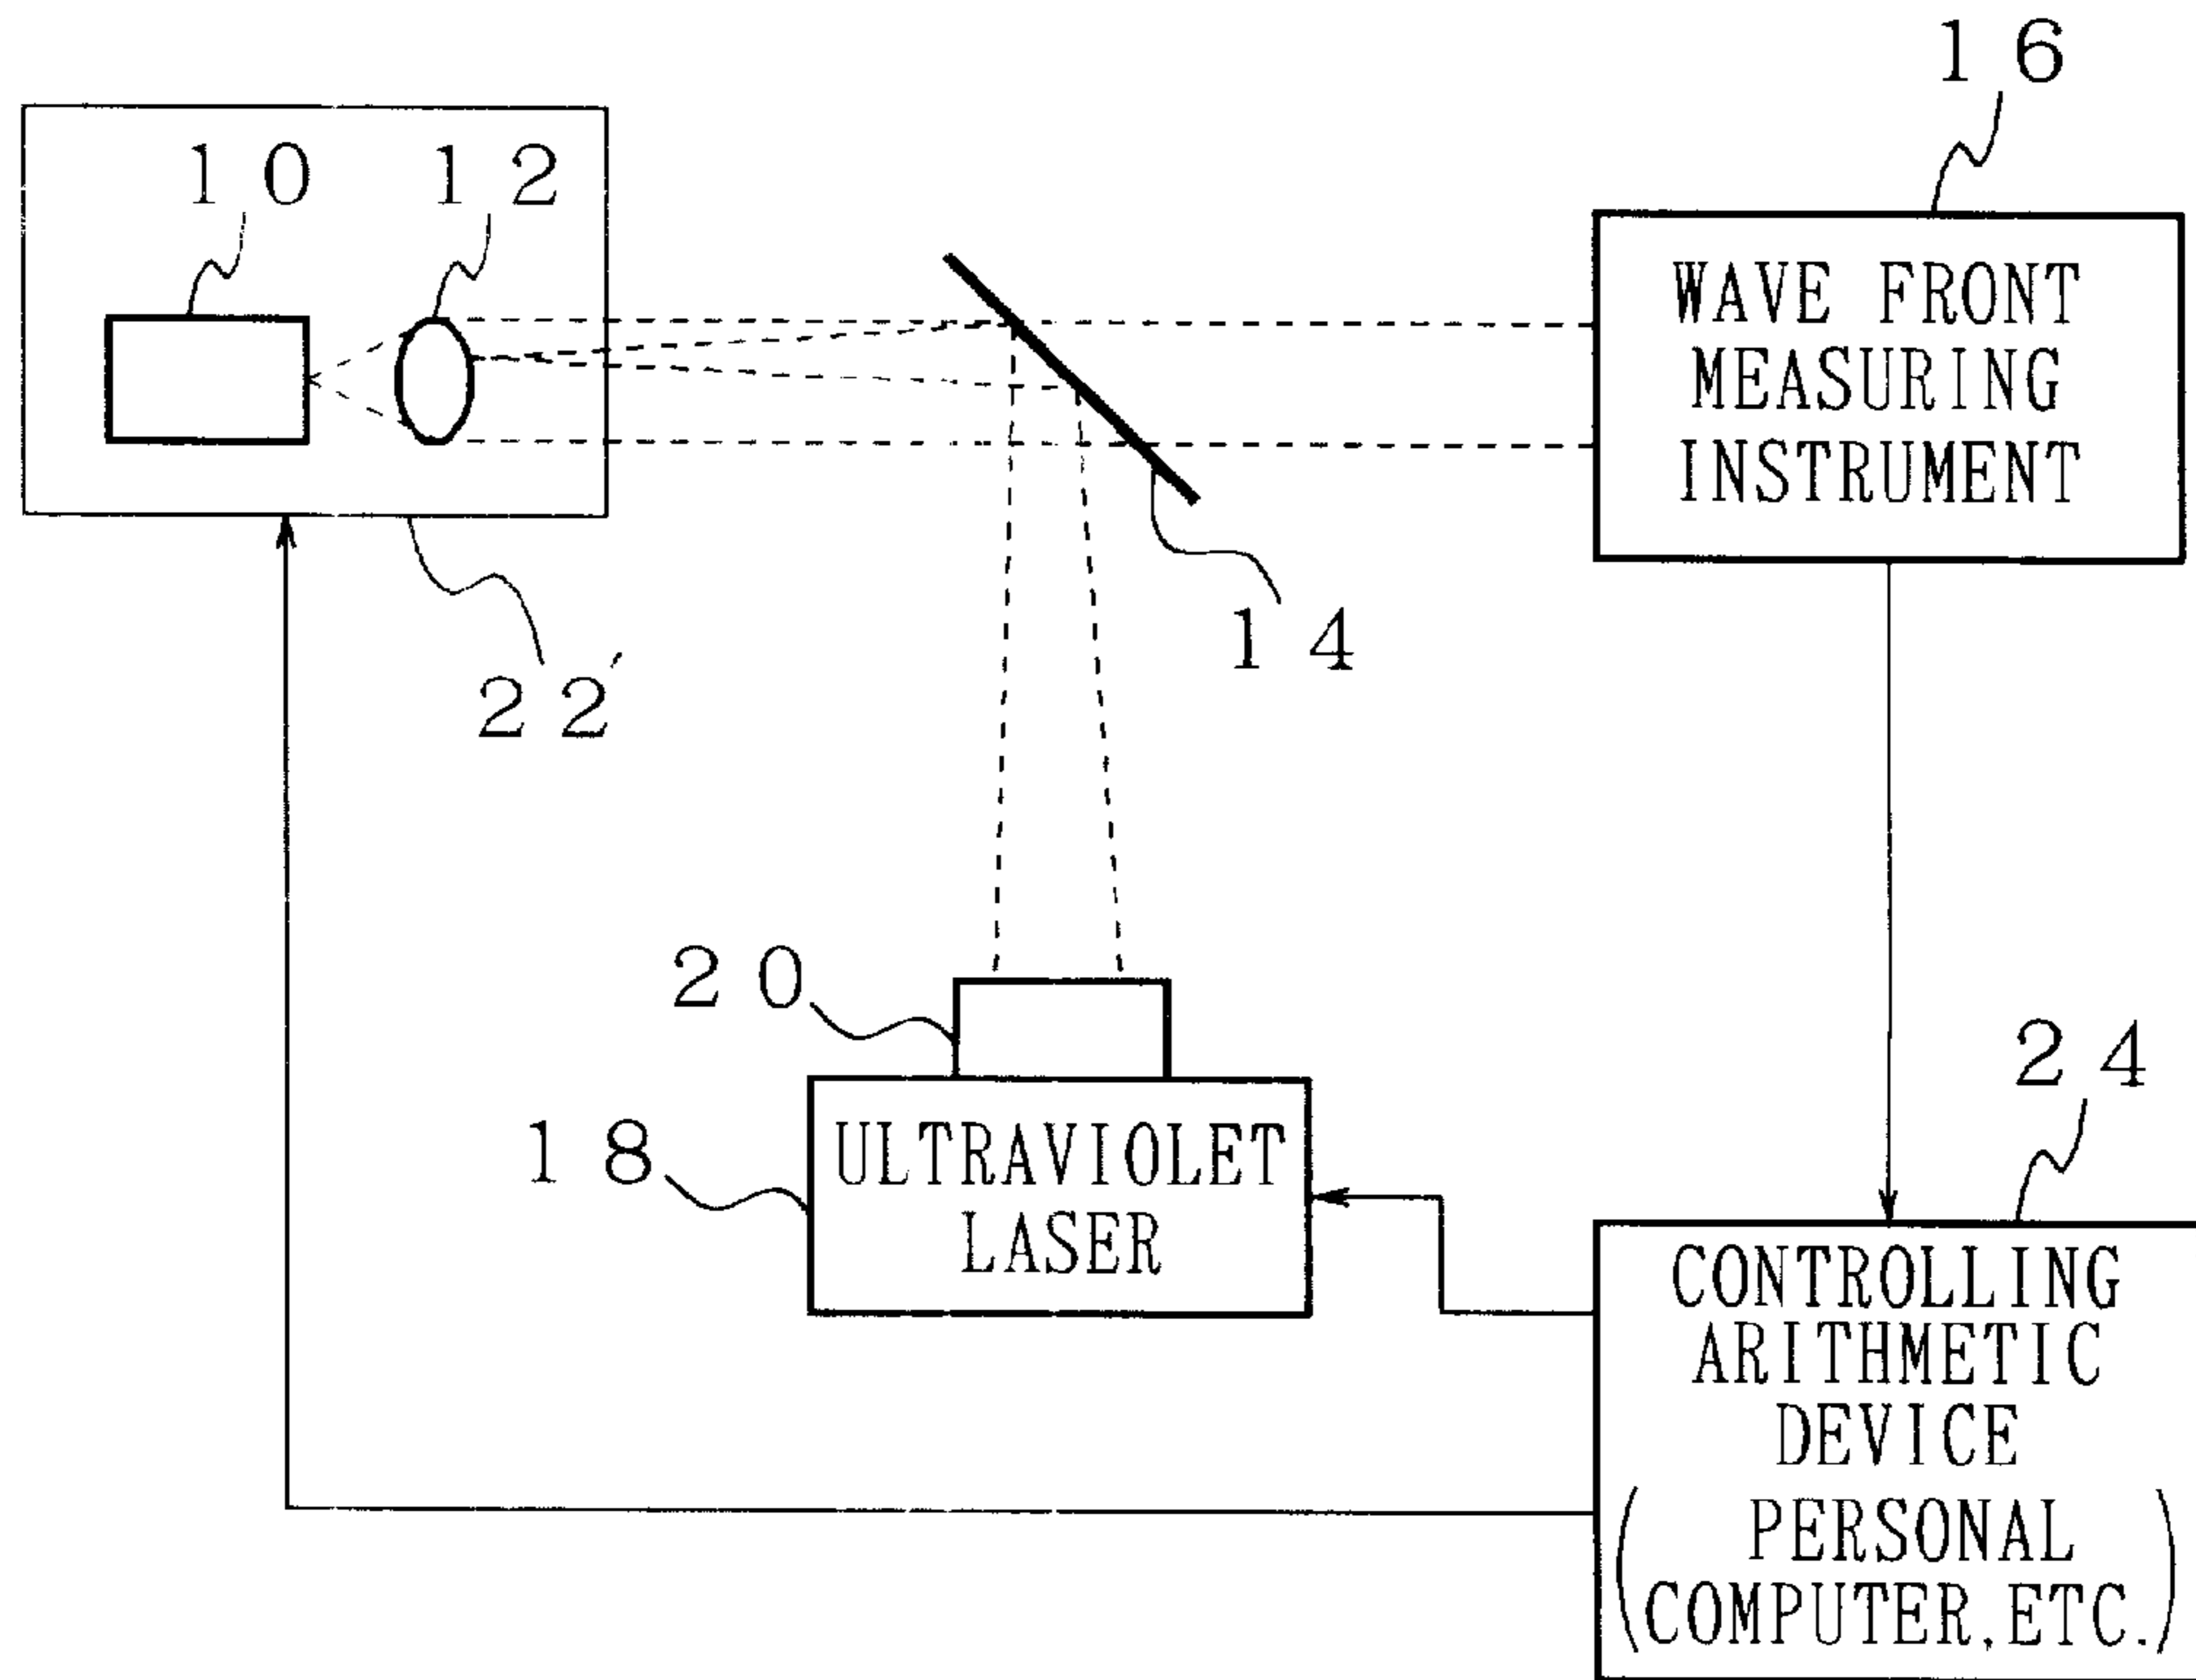 16
10
12
WAVE FRONT
MEASURING
INSTRUMENT
14
22'
20
24
18
ULTRAVIOLET
LASER
CONTROLLING
ARITHMETIC
DEVICE
(PERSONAL
COMPUTER, ETC.)